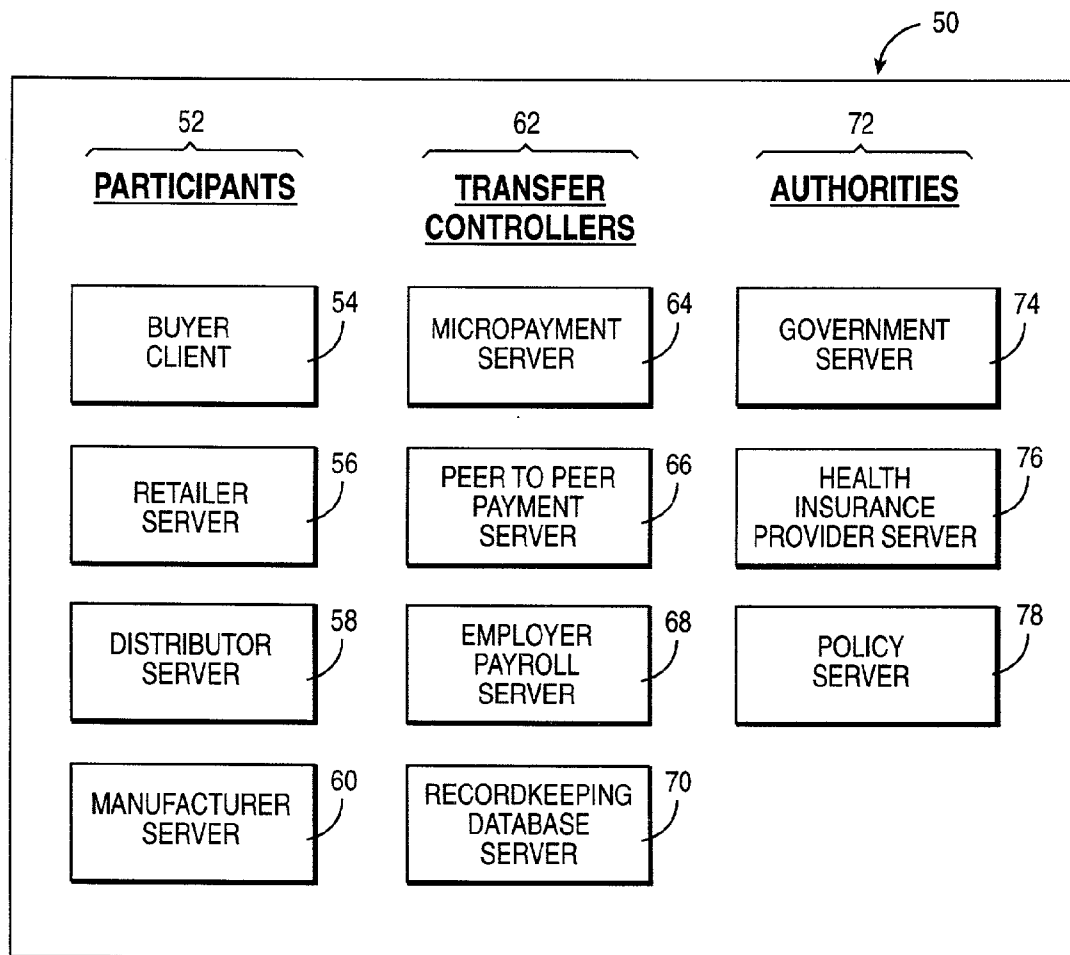 50
52
62
72
PARTICIPANTS
TRANSFER
CONTROLLERS
AUTHORITIES
BUYER
CLIENT
54
MICROPAYMENT
SERVER
64
GOVERNMENT
SERVER
74
RETAILER
SERVER
56
PEER TO PEER
PAYMENT
SERVER
66
HEALTH
INSURANCE
PROVIDER SERVER
76
DISTRIBUTOR
SERVER
58
EMPLOYER
PAYROLL
SERVER
68
POLICY
SERVER
78
MANUFACTURER
SERVER
60
RECORDKEEPING
DATABASE
SERVER
70